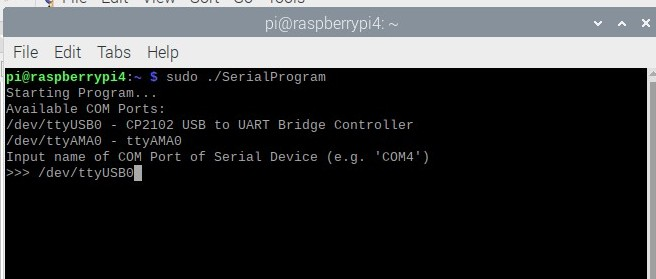 pi@raspberrypi4: ~
File Edit Tabs Help
pi@raspberrypi4:~ $ sudo ./SerialProgram
Starting Program...
Available COM Ports:
/dev/ttyUSB0 - CP2102 USB to UART Bridge Controller
/dev/ttyAMA0 - ttyAMA0
Input name of COM Port of Serial Device (e.g. 'COM4')
>>> /dev/ttyUSB0